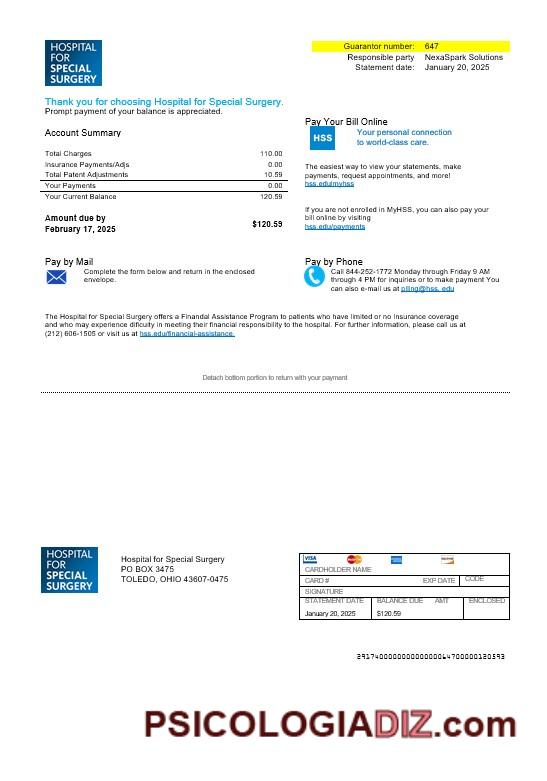 HOSPITAL
FOR
SPECIAL
SURGERY
Guarantor number: 647
Responsible party NexaSpark Solutions
Statement date: January 20, 2025
Thank you for choosing Hospital for Special Surgery.
Prompt payment of your balance is appreciated.
Account Summary
Total Charges 110.00
Insurance Payments/Adjs 0.00
Total Patient Adjustments 10.59
Your Payments 0.00
Your Current Balance 120.59
Amount due by
February 17, 2025 $120.59
Pay Your Bill Online
HSS
Your personal connection
to world-class care.
The easiest way to view your statements, make
payments, request appointments, and more!
hss.edu/myhss
If you are not enrolled in MyHSS, you can also pay your
bill online by visiting
hss.edu/payments
Pay by Mail
Complete the form below and return in the enclosed
envelope.
Pay by Phone
Call 844-252-1772 Monday through Friday 9 AM
through 4 PM for inquiries or to make payment You
can also e-mail us at plling@hss. edu
The Hospital for Special Surgery offers a Finandal Assistance Program to patients who have limited or no Insurance coverage
and who may experience dificulty in meeting their financial responsibility to the hospital. For further information, please call us at
(212) 606-1505 or visit us at hss.edu/financial-assistance.
Detach bottom portion to return with your payment
HOSPITAL
FOR
SPECIAL
SURGERY
Hospital for Special Surgery
PO BOX 3475
TOLEDO, OHIO 43607-0475
VISA
CARDHOLDER NAME
CARD # EXP DATE CODE
SIGNATURE
STATEMENT DATE BALANCE DUE AMT ENCLOSED
January 20, 2025 $120.59
PSICOLOGIADIZ.com